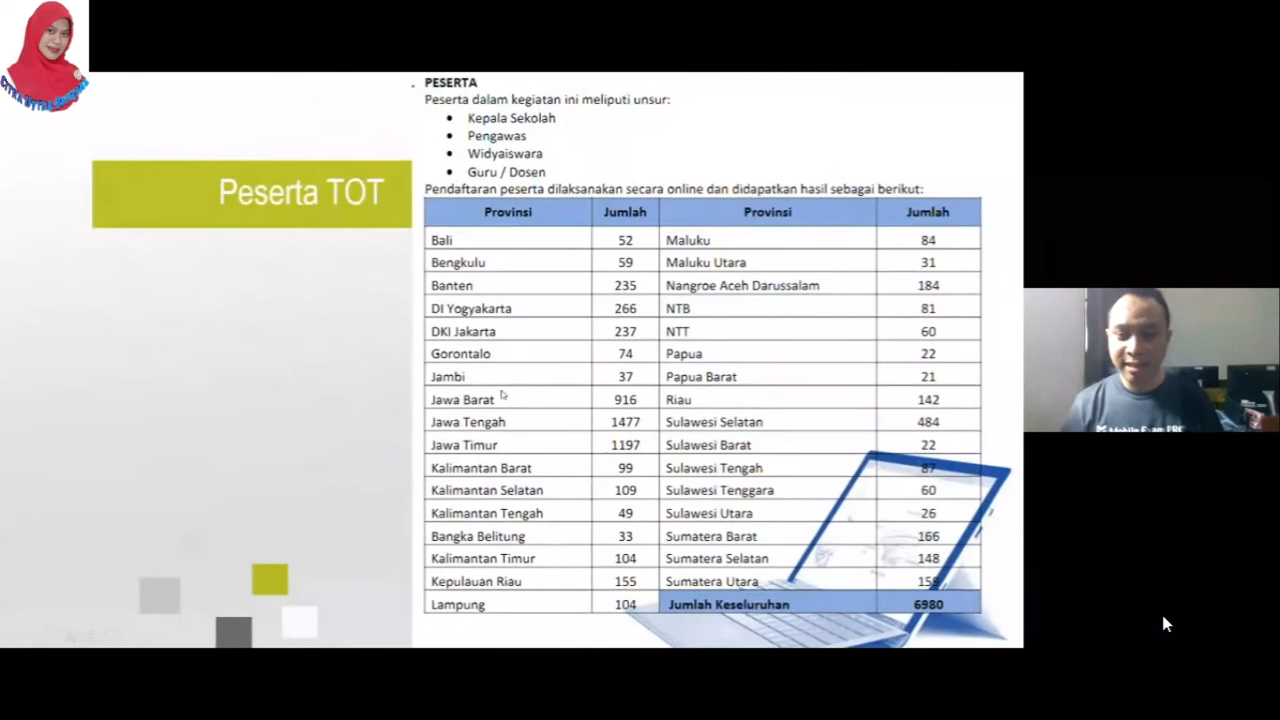 PESERTA
Peserta dalam kegiatan ini meliputi unsur:
• Kepala Sekolah
• Pengawas
• Widyaiswara
• Guru / Dosen
Peserta TOT
Pendaftaran peserta dilaksanakan secara online dan didapatkan hasil sebagai berikut:
Provinsi Jumlah Provinsi Jumlah
Bali 52 Maluku 84
Bengkulu 59 Maluku Utara 31
Banten 235 Nangroe Aceh Darussalam 184
DI Yogyakarta 266 NTB 81
DKI Jakarta 237 NTT 60
Gorontalo 74 Papua 22
Jambi 37 Papua Barat 21
Jawa Barat 916 Riau 142
Jawa Tengah 1477 Sulawesi Selatan 484
Jawa Timur 1197 Sulawesi Barat 22
Kalimantan Barat 99 Sulawesi Tengah 87
Kalimantan Selatan 109 Sulawesi Tenggara 60
Kalimantan Tengah 49 Sulawesi Utara 26
Bangka Belitung 33 Sumatera Barat 166
Kalimantan Timur 104 Sumatera Selatan 148
Kepulauan Riau 155 Sumatera Utara 159
Lampung 104 Jumlah Keseluruhan 6980